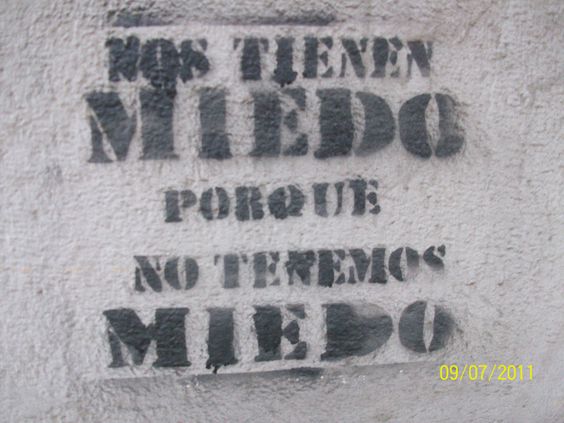 NOS TIENEN
MIEDO
PORQUE
NO TENEMOS
MIEDO
09/07/2011